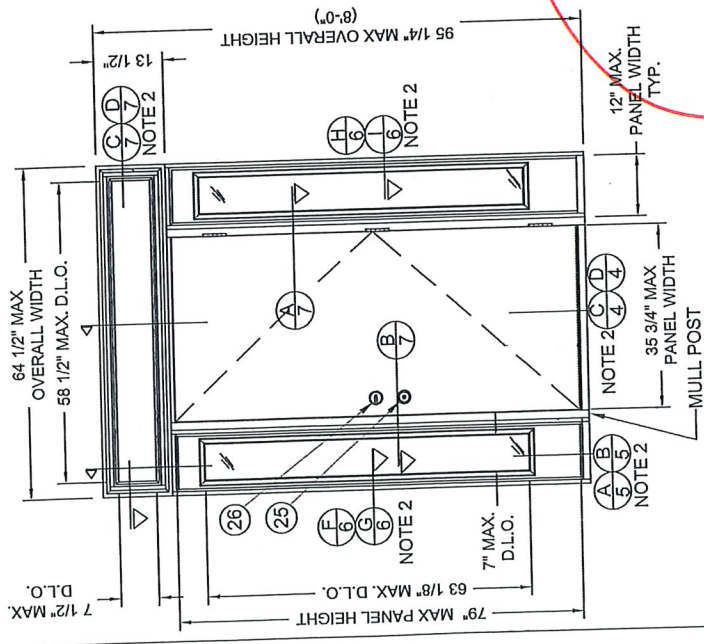 64 1/2" MAX
OVERALL WIDTH
58 1/2" MAX. D.L.O.
7 1/2" MAX.
D.L.O.
13 1/2"
95 1/4" MAX OVERALL HEIGHT
(8'-0")
C D
7 7
NOTE 2
H I
6 6
NOTE 2
12" MAX.
PANEL WIDTH
TYP.
A
7
B
7
26
25
F G
6 6
NOTE 2
7" MAX.
D.L.O.
63 1/8" MAX. D.L.O.
79" MAX PANEL HEIGHT
A B
5 5
NOTE 2
C D
4 4
NOTE 2
35 3/4" MAX
PANEL WIDTH
MULL POST